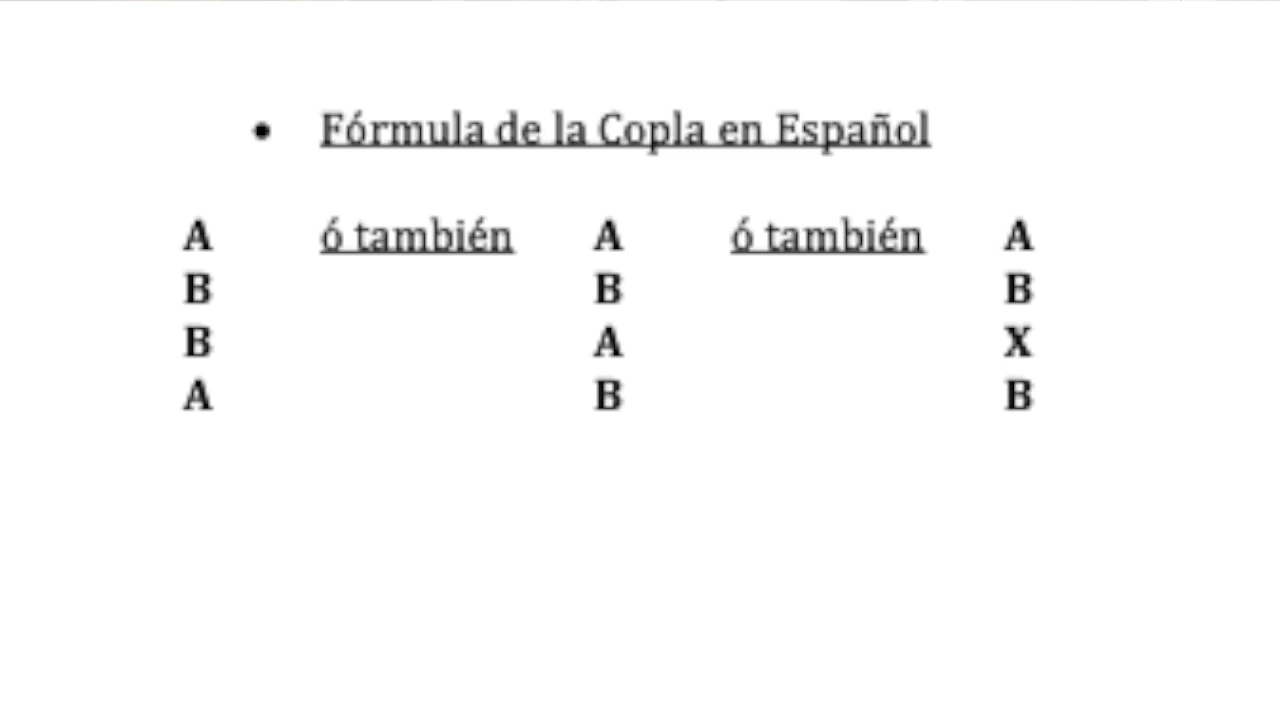 • Fórmula de la Copla en Español
A ó también A ó también A
B B B
B A X
A B B